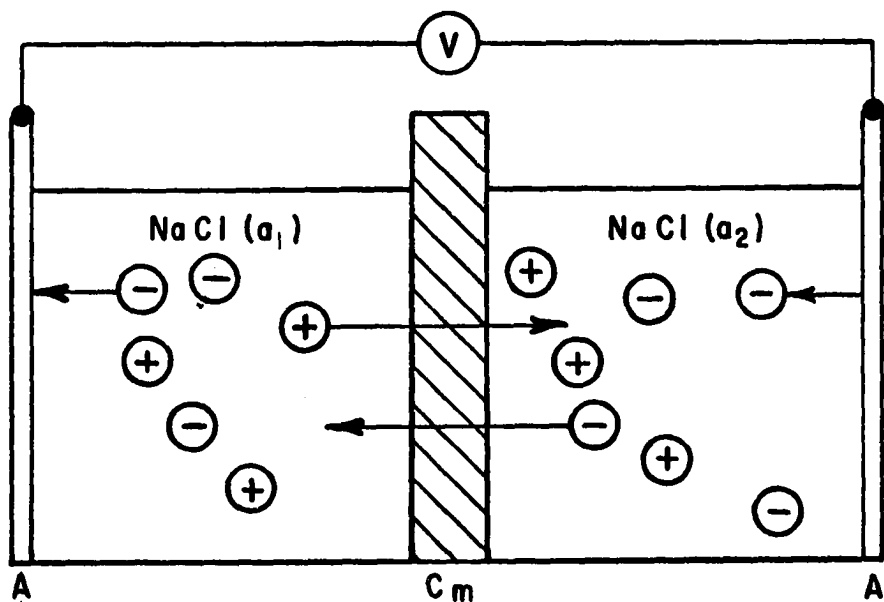 V
NaCl (a₁) NaCl (a₂)
+ − − −
+ + −
+ −
− +
+ −
A Cm A